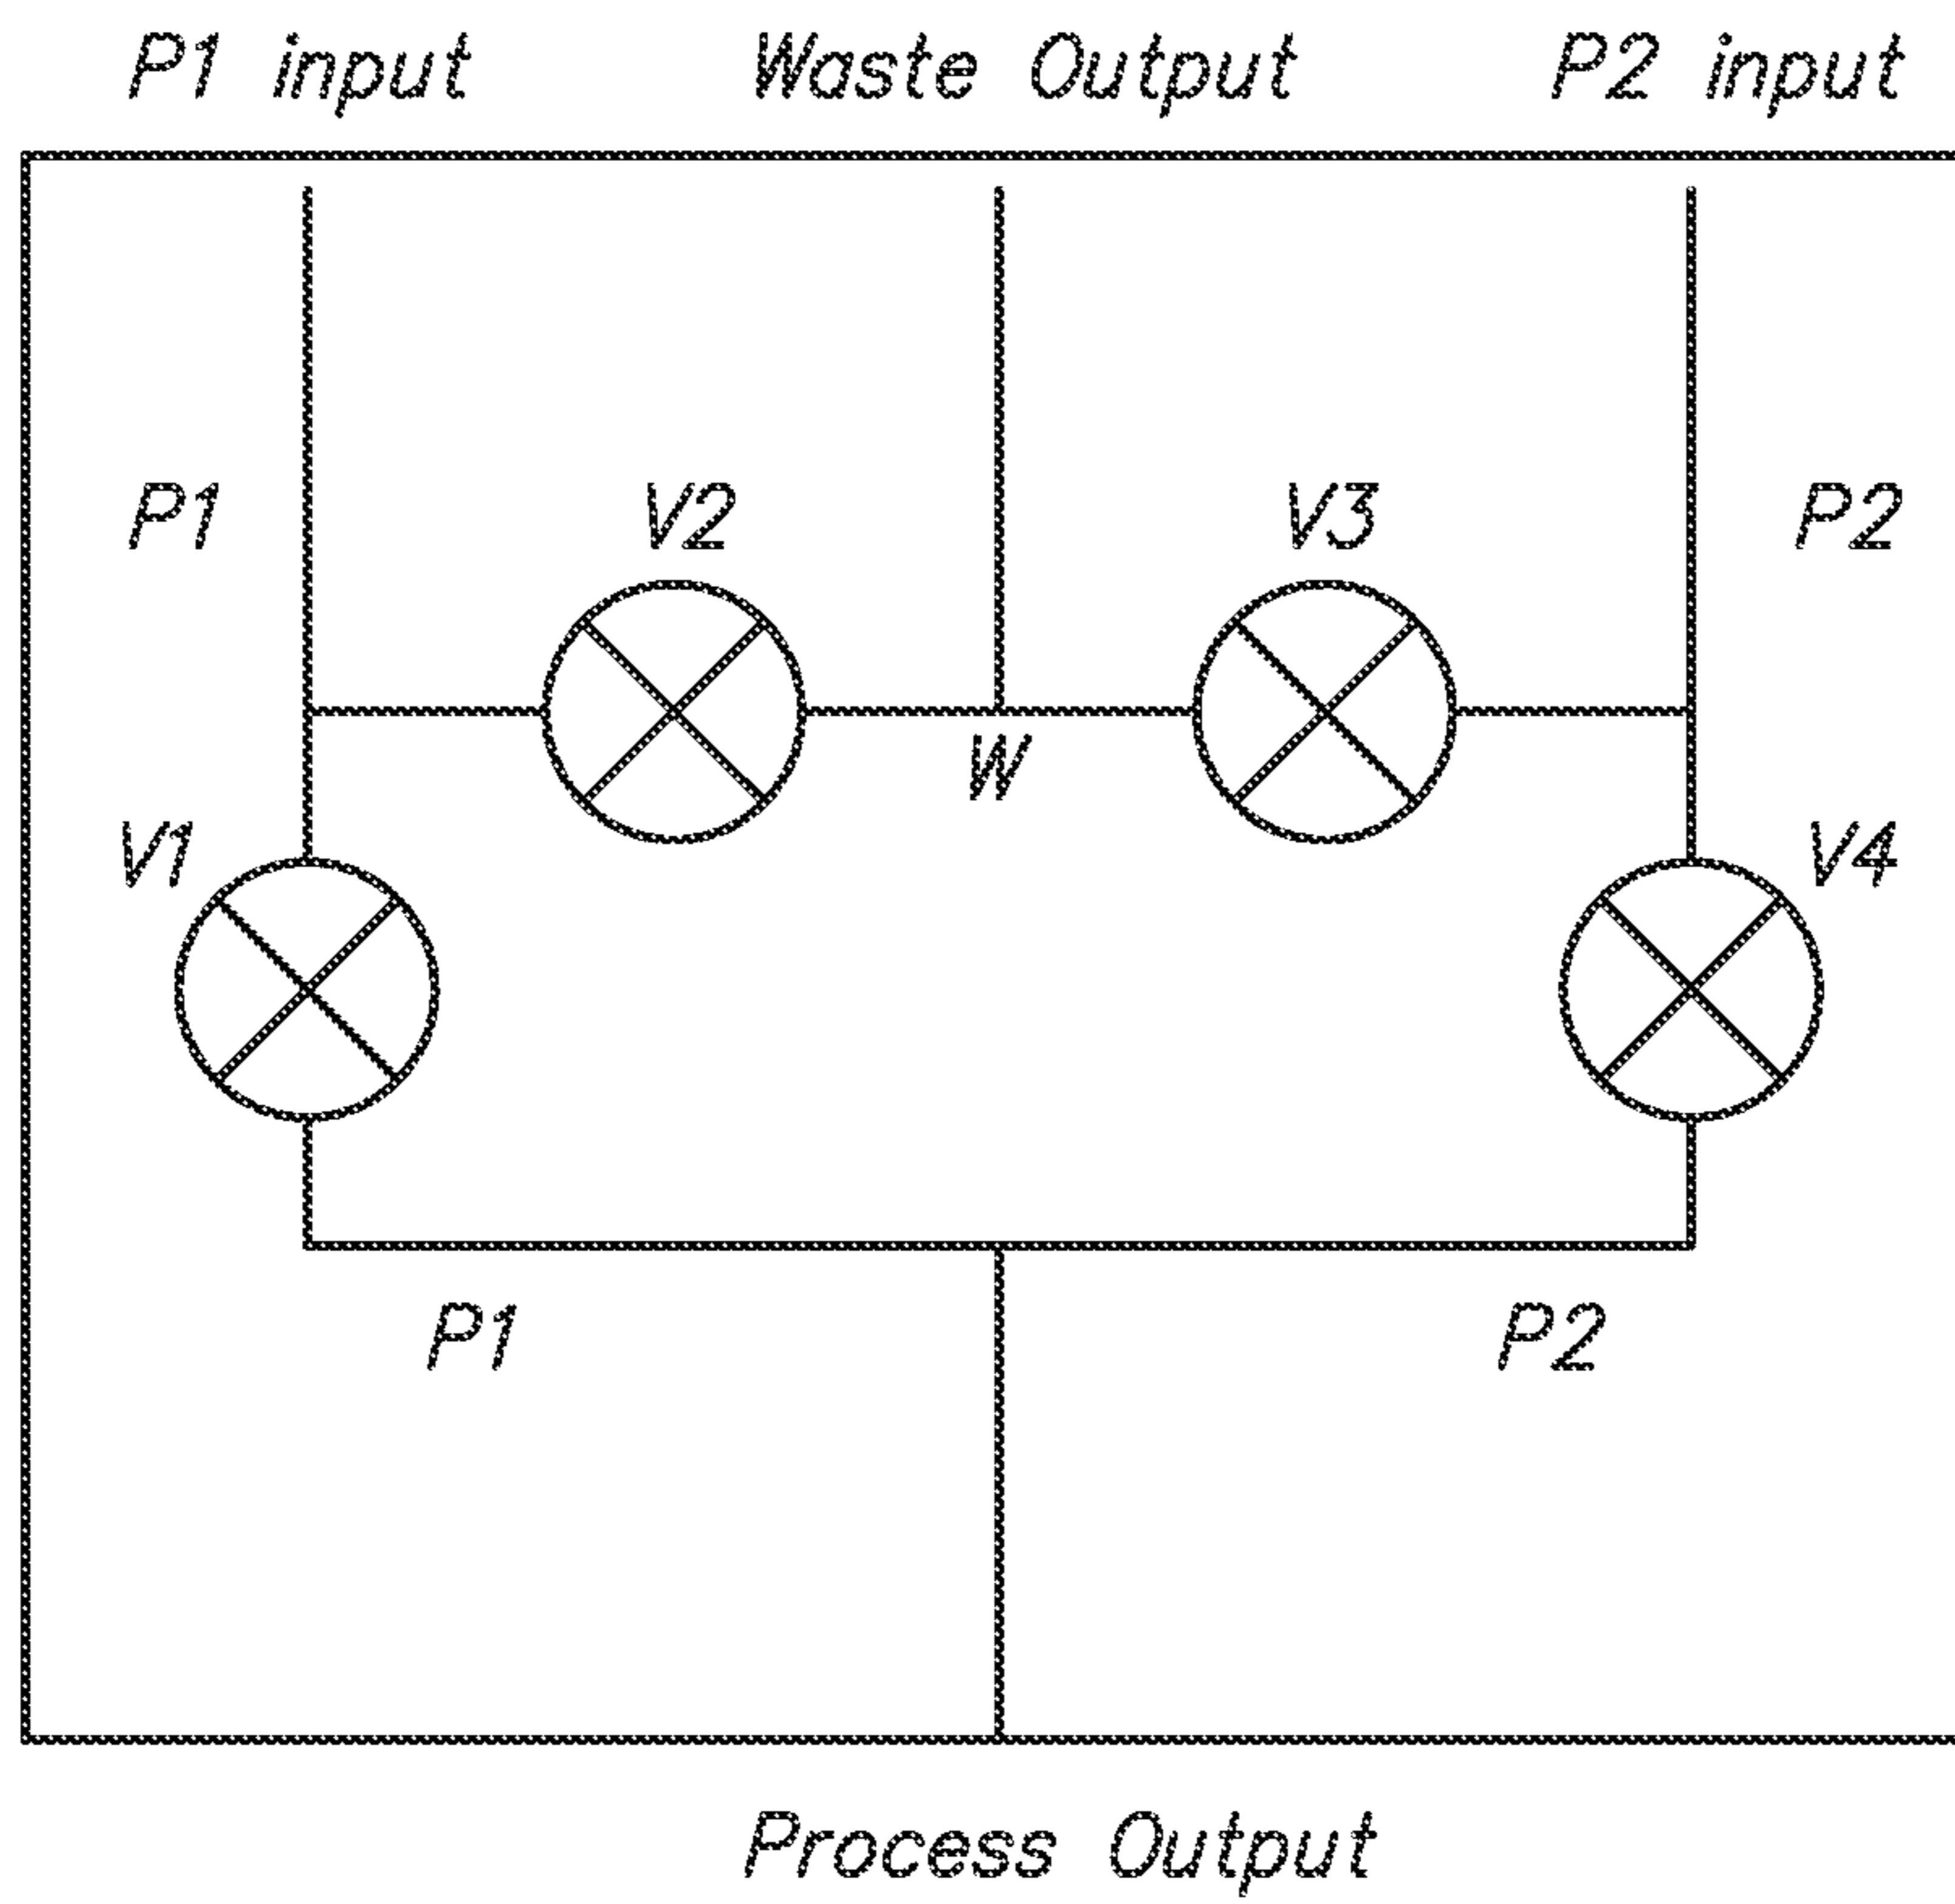 P1 input Waste Output P2 input
P1 V2 V3 P2
W
V1 V4
P1 P2
Process Output